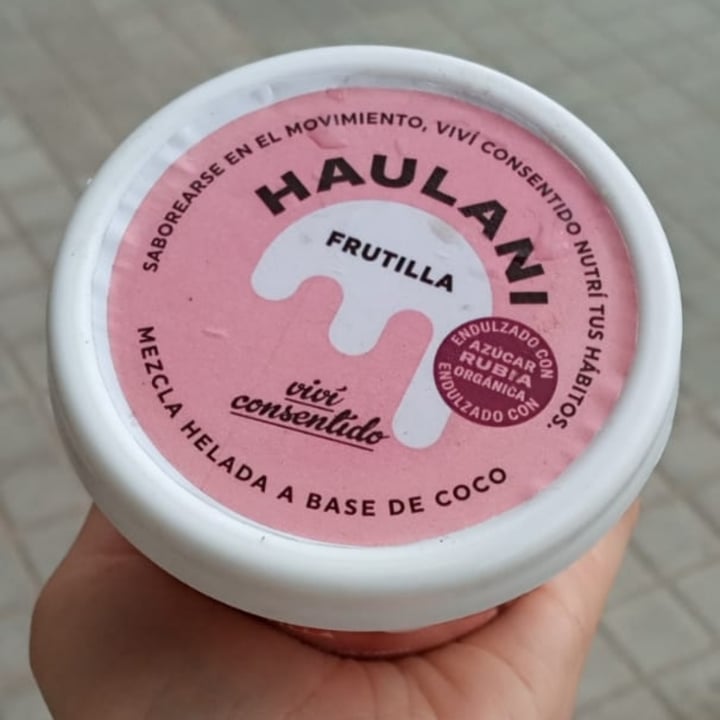 SABOREARSE EN EL MOVIMIENTO, VIVÍ CONSENTIDO NUTRÍ TUS HÁBITOS.
HAULANI
FRUTILLA
ENDULZADO CON
AZÚCAR
RUBIA
ORGÁNICA
ENDULZADO CON
viví
consentido
MEZCLA HELADA A BASE DE COCO